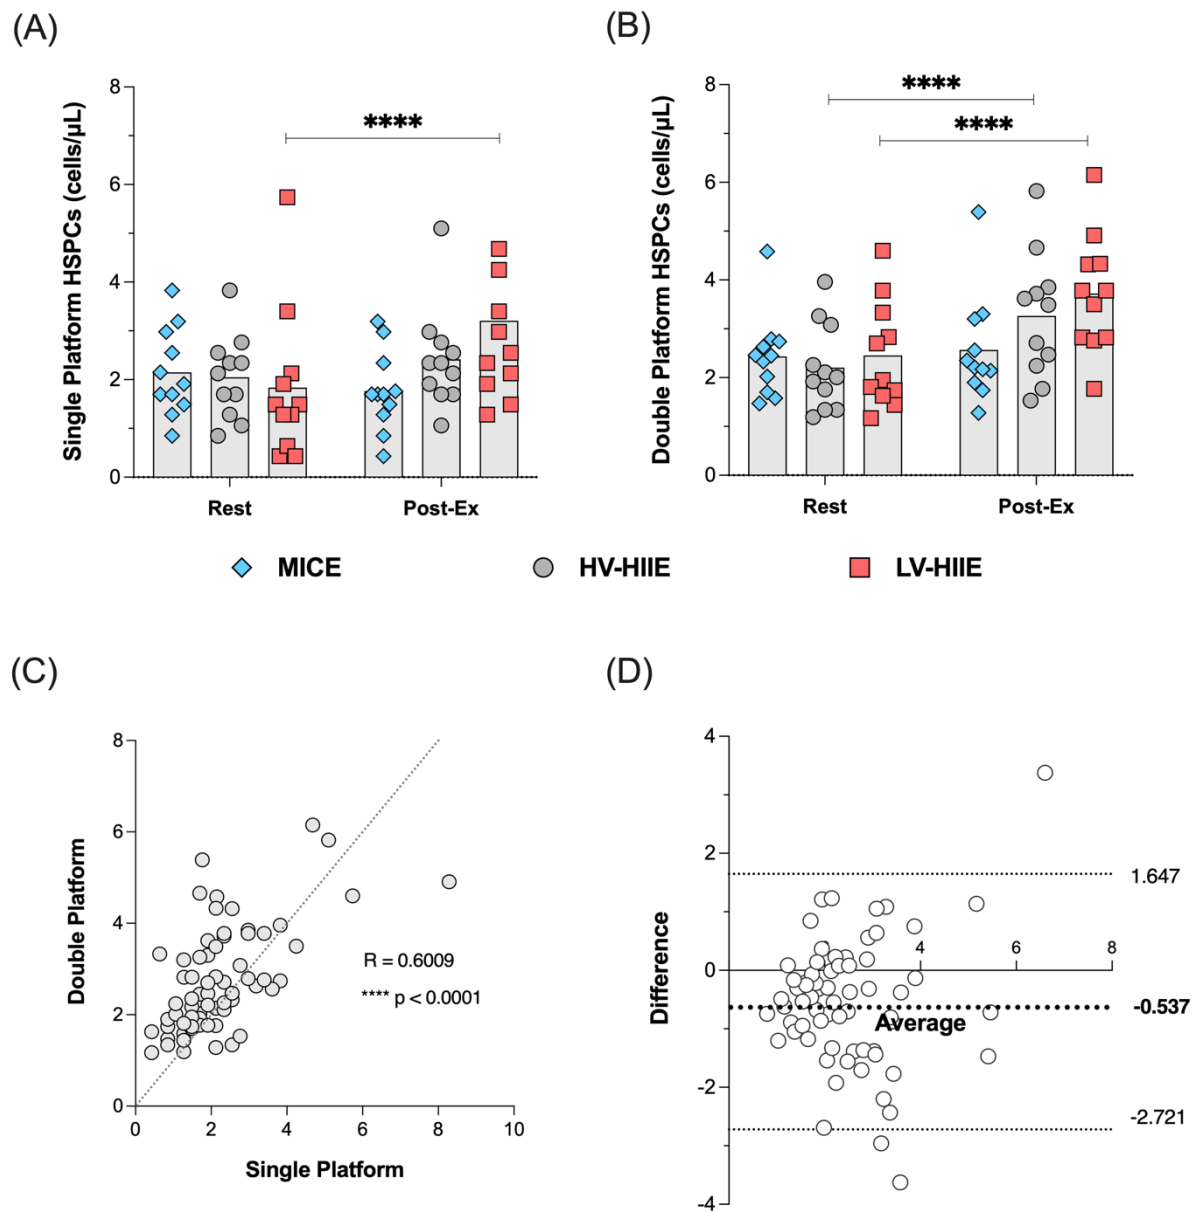 (A)
Single Platform HSPCs (cells/µL)
8
6
4
2
0
****
Rest
Post-Ex
(B)
Double Platform HSPCs (cells/µL)
8
6
4
2
0
****
****
Rest
Post-Ex
MICE
HV-HIIE
LV-HIIE
(C)
Double Platform
8
6
4
2
0
R = 0.6009
**** p < 0.0001
0 2 4 6 8 10
Single Platform
(D)
Difference
4
2
0
-2
-4
1.647
4 6 8
-0.537
Average
-2.721